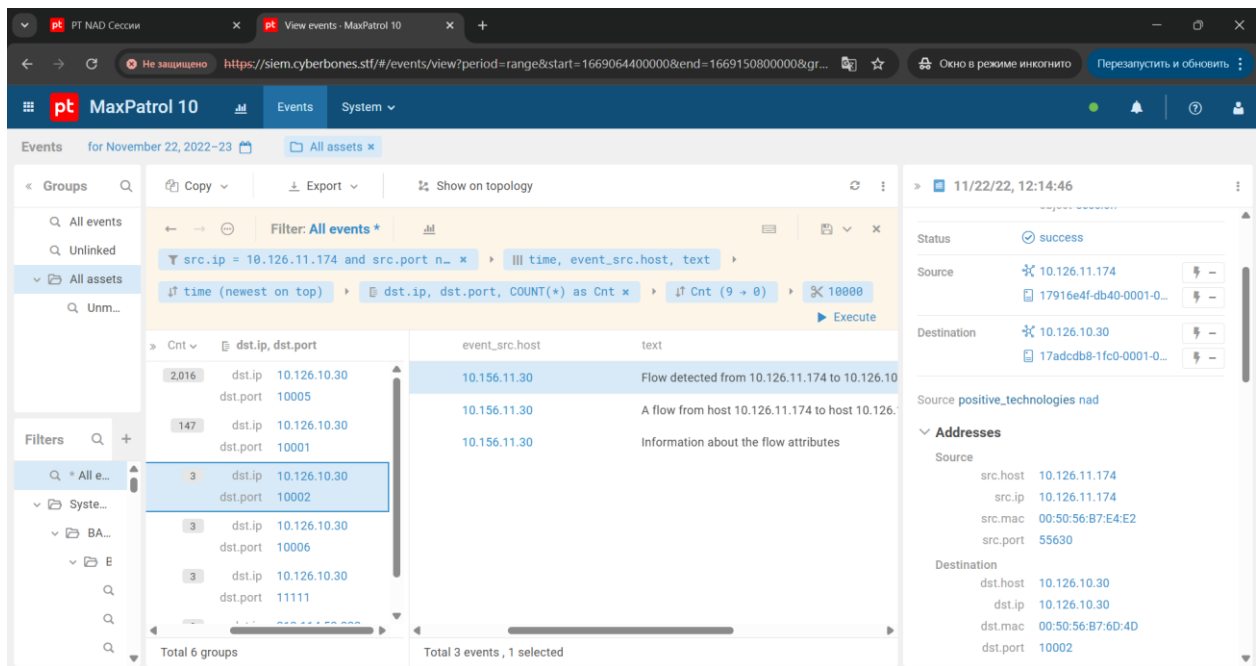 pt PT NAD Сессии
pt View events - MaxPatrol 10
Не защищено https://siem.cyberbones.stf/#/events/view?period=range&start=1669064400000&end=1669150800000&gr... Окно в режиме инкогнито Перезапустить и обновить
pt MaxPatrol 10 Events System
Events for November 22, 2022–23 All assets ×
Groups
All events
Unlinked
All assets
Unm...
Filters +
* All e...
Syste...
BA...
E
Copy Export Show on topology
Filter: All events *
src.ip = 10.126.11.174 and src.port n... × time, event_src.host, text
time (newest on top) dst.ip, dst.port, COUNT(*) as Cnt × Cnt (9 → 0) 10000
Execute
Cnt dst.ip, dst.port
2,016 dst.ip 10.126.10.30
dst.port 10005
147 dst.ip 10.126.10.30
dst.port 10001
3 dst.ip 10.126.10.30
dst.port 10002
3 dst.ip 10.126.10.30
dst.port 10006
3 dst.ip 10.126.10.30
dst.port 11111
Total 6 groups
event_src.host text
10.156.11.30 Flow detected from 10.126.11.174 to 10.126.10
10.156.11.30 A flow from host 10.126.11.174 to host 10.126.
10.156.11.30 Information about the flow attributes
Total 3 events , 1 selected
11/22/22, 12:14:46
Status success
Source 10.126.11.174
17916e4f-db40-0001-0...
Destination 10.126.10.30
17adcdb8-1fc0-0001-0...
Source positive_technologies nad
Addresses
Source
src.host 10.126.11.174
src.ip 10.126.11.174
src.mac 00:50:56:B7:E4:E2
src.port 55630
Destination
dst.host 10.126.10.30
dst.ip 10.126.10.30
dst.mac 00:50:56:B7:6D:4D
dst.port 10002